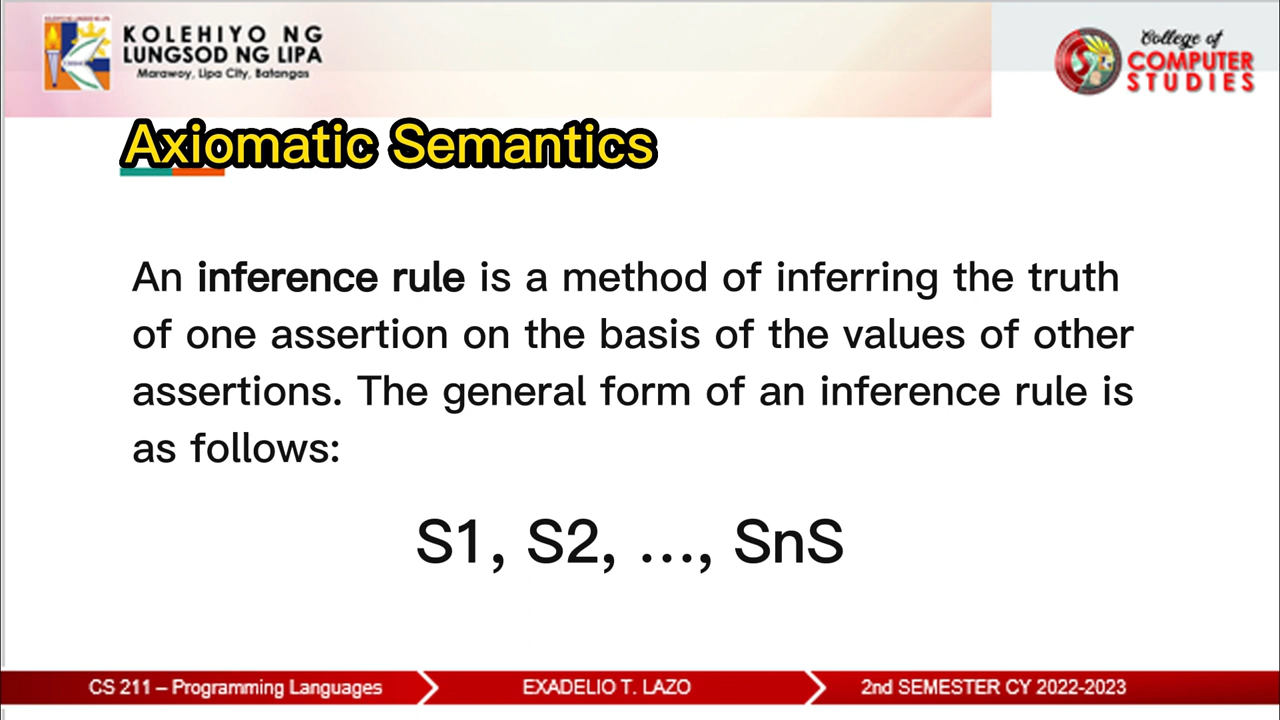 KOLEHIYO NG
LUNGSOD NG LIPA
Marawoy, Lipa City, Batangas
College of
COMPUTER
STUDIES
Axiomatic Semantics
An inference rule is a method of inferring the truth
of one assertion on the basis of the values of other
assertions. The general form of an inference rule is
as follows:
S1, S2, ..., SnS
CS 211 – Programming Languages
EXADELIO T. LAZO
2nd SEMESTER CY 2022-2023